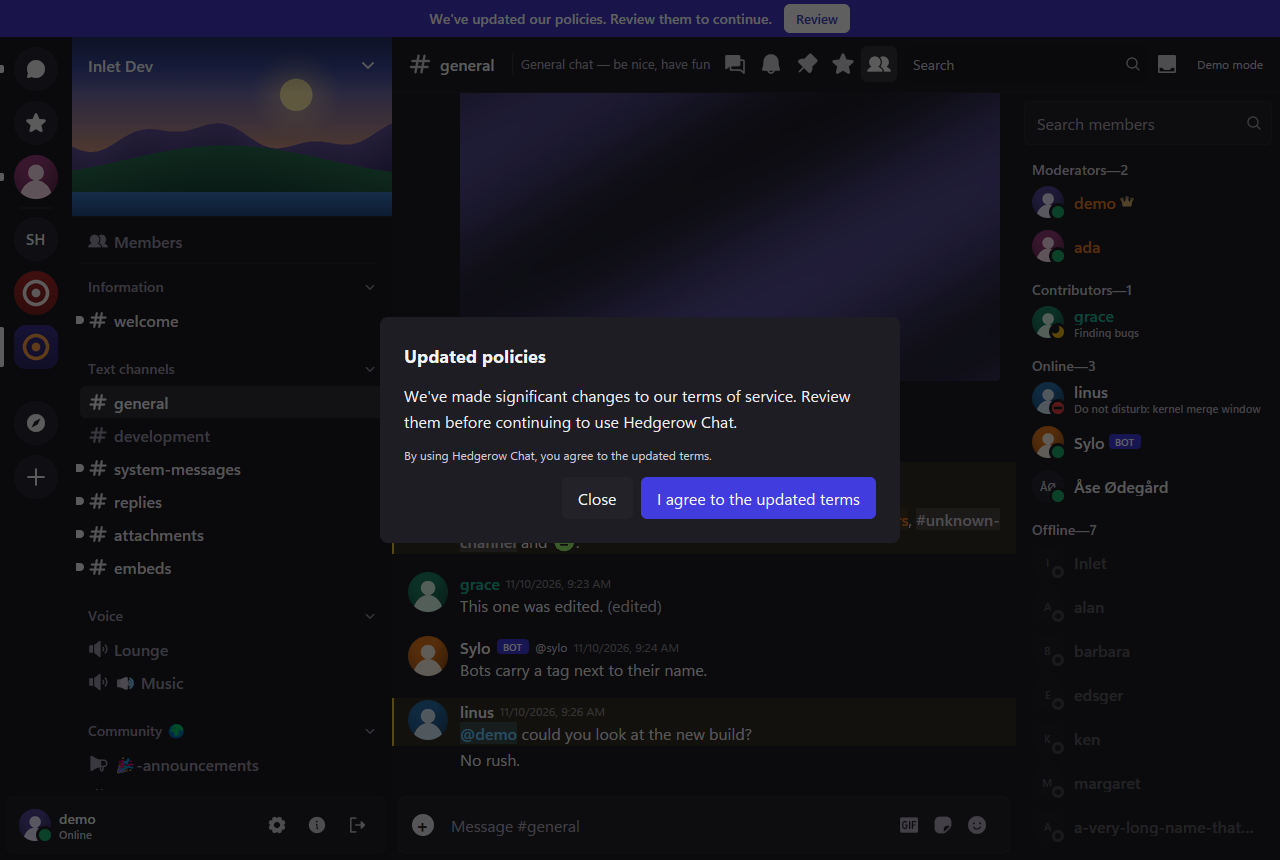 We've updated our policies. Review them to continue.
Review
Inlet Dev
general
General chat — be nice, have fun
Search
Demo mode
SH
Members
Information
welcome
Text channels
general
development
system-messages
replies
attachments
embeds
Voice
Lounge
Music
Community
-announcements
demo
Online
Updated policies
We've made significant changes to our terms of service. Review
them before continuing to use Hedgerow Chat.
By using Hedgerow Chat, you agree to the updated terms.
Close
I agree to the updated terms
, #unknown-
channel and
grace 11/10/2026, 9:23 AM
This one was edited. (edited)
Sylo BOT @sylo 11/10/2026, 9:24 AM
Bots carry a tag next to their name.
linus 11/10/2026, 9:26 AM
@demo could you look at the new build?
No rush.
Message #general
GIF
Search members
Moderators—2
demo
ada
Contributors—1
grace
Finding bugs
Online—3
linus
Do not disturb: kernel merge window
Sylo BOT
ÅØ
Åse Ødegård
Offline—7
I
Inlet
A
alan
B
barbara
E
edsger
K
ken
M
margaret
A
a-very-long-name-that...